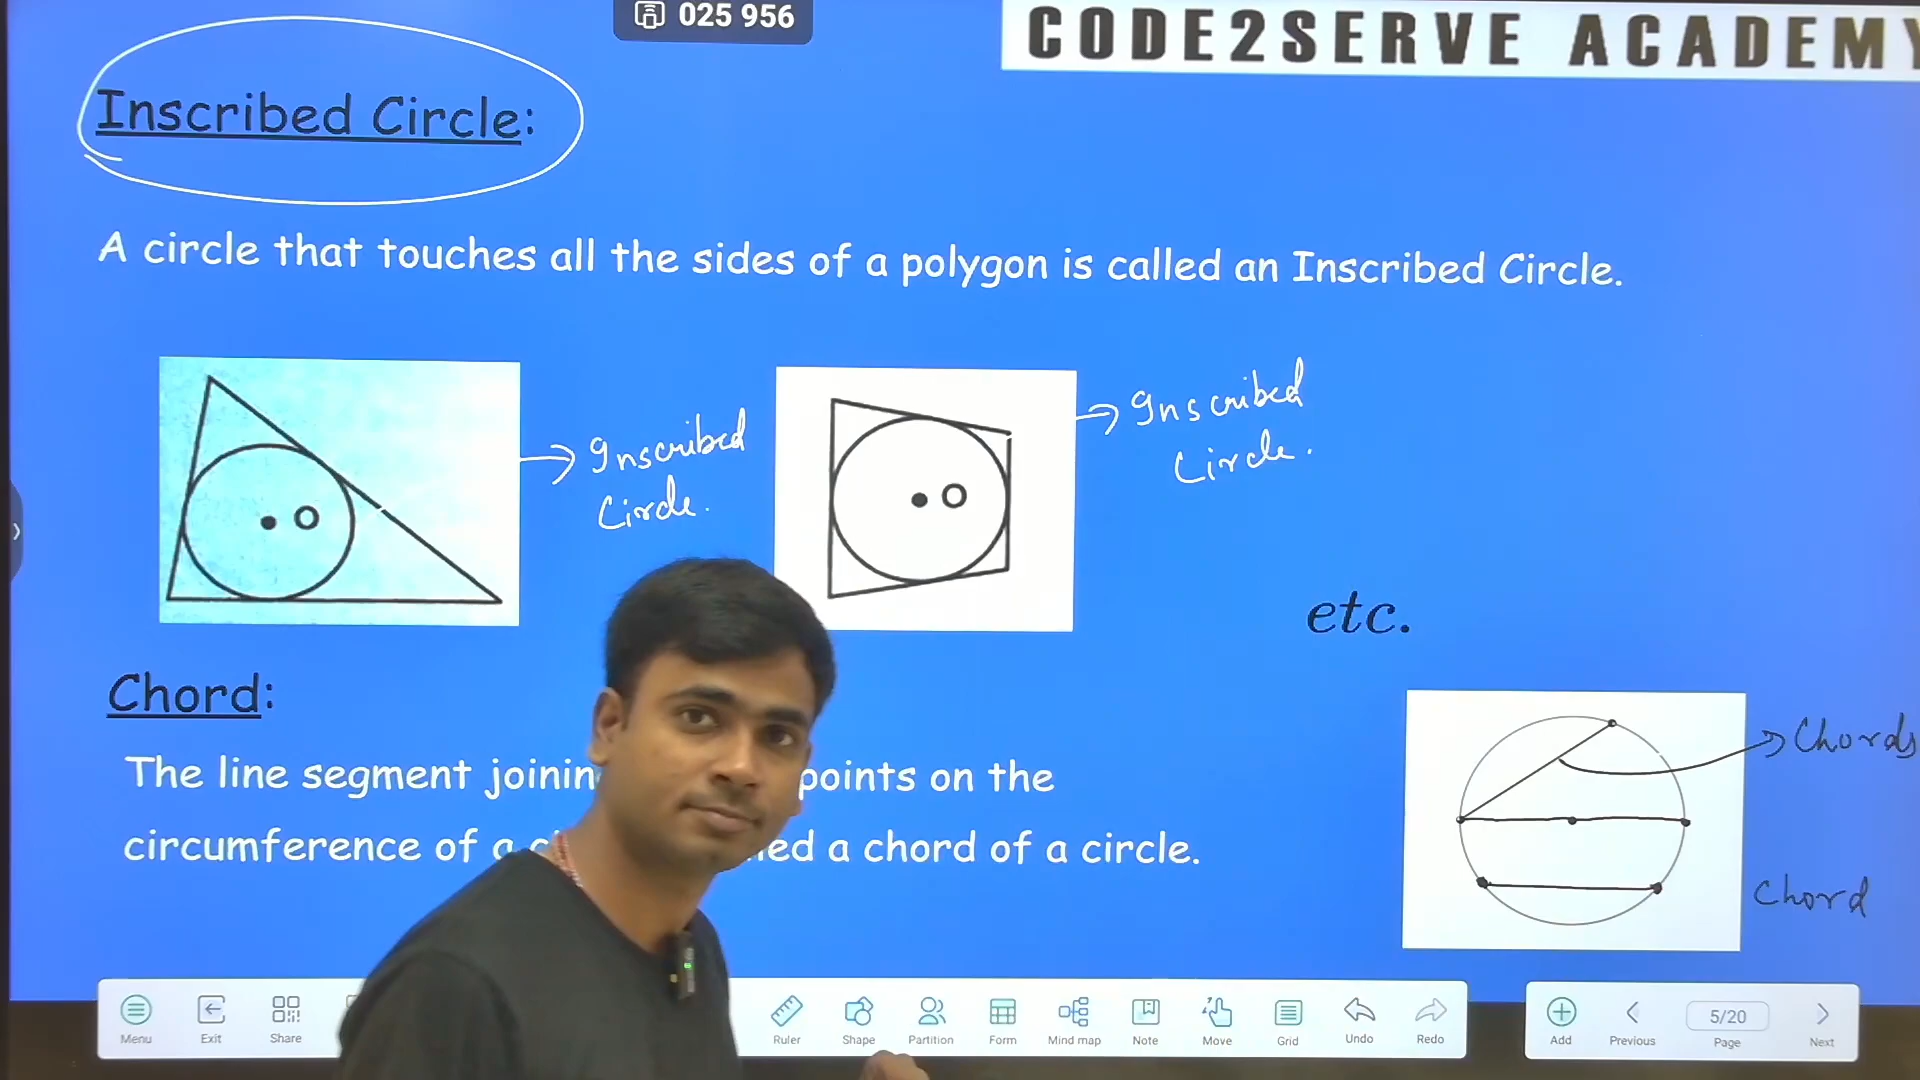 025 956
CODE2SERVE ACADEMY
Inscribed Circle:
A circle that touches all the sides of a polygon is called an Inscribed Circle.
O
→ Inscribed
Circle.
O
→ Inscribed
Circle.
etc.
Chord:
The line segment joinin points on the
circumference of a c ed a chord of a circle.
Chords
Chord
Menu
Exit
Share
Ruler
Shape
Partition
Form
Mind map
Note
Move
Grid
Undo
Redo
Add
Previous
5/20
Page
Next